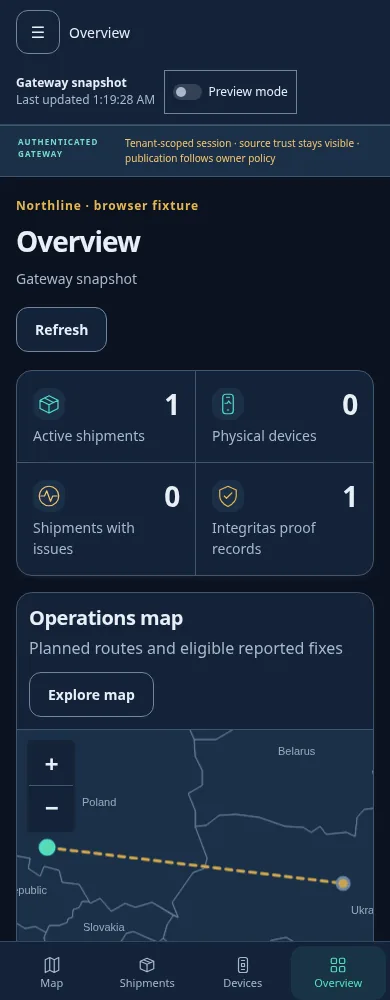 ☰ Overview
Gateway snapshot
Last updated 1:19:28 AM
Preview mode
AUTHENTICATED
GATEWAY
Tenant-scoped session · source trust stays visible ·
publication follows owner policy
Northline · browser fixture
Overview
Gateway snapshot
Refresh
1
Active shipments
0
Physical devices
0
Shipments with
issues
1
Integritas proof
records
Operations map
Planned routes and eligible reported fixes
Explore map
+
−
Belarus
Poland
epublic
Ukra
Slovakia
Map
Shipments
Devices
Overview